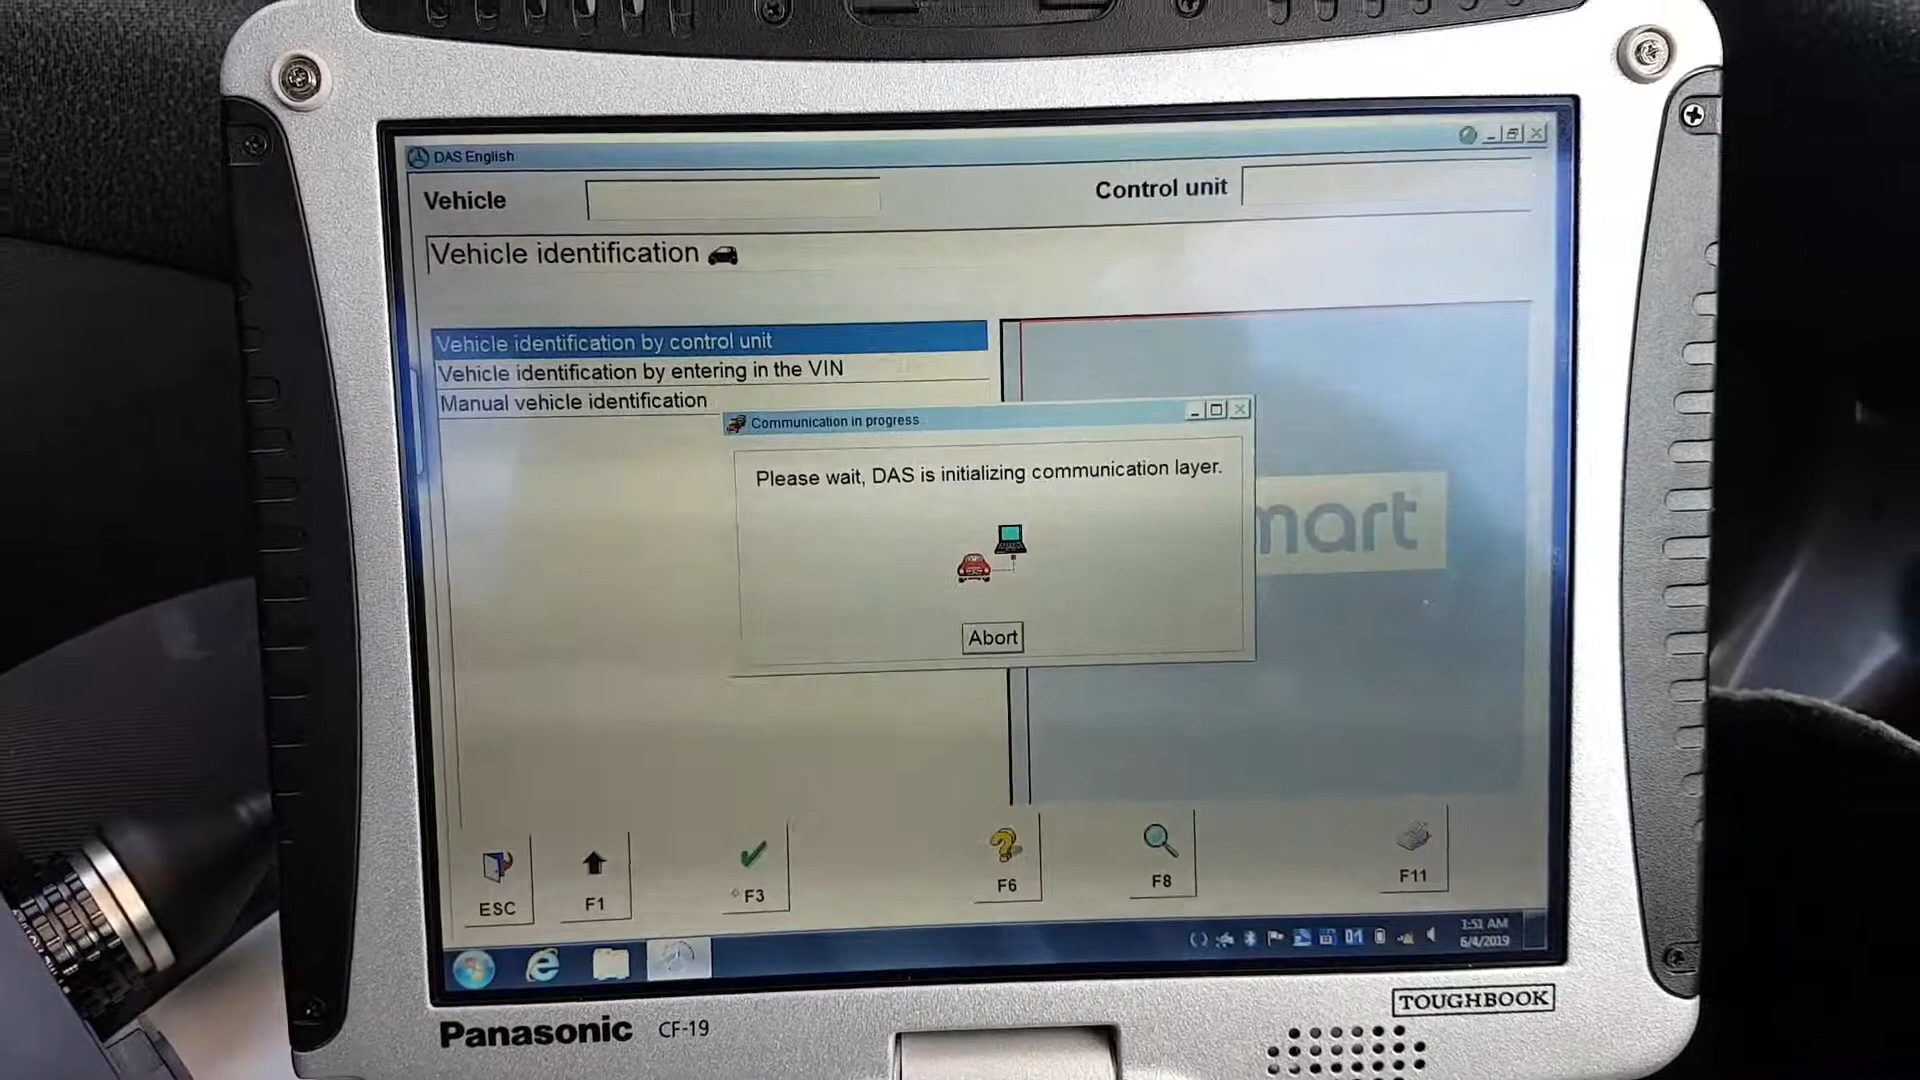 DAS English
Vehicle
Control unit
Vehicle identification
Vehicle identification by control unit
Vehicle identification by entering in the VIN
Manual vehicle identification
Communication in progress
Please wait, DAS is initializing communication layer.
mart
Abort
ESC
F1
F3
F6
F8
F11
1:51 AM
6/4/2019
TOUGHBOOK
Panasonic CF-19